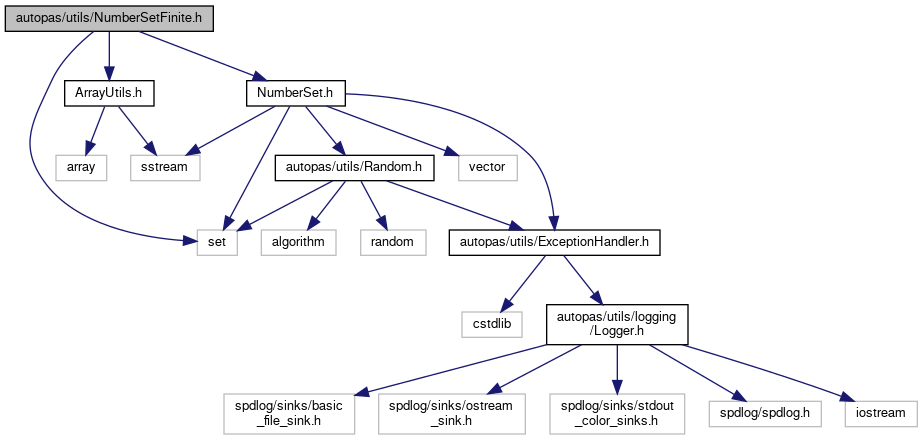 autopas/utils/NumberSetFinite.h
ArrayUtils.h
NumberSet.h
array
sstream
autopas/utils/Random.h
vector
set
algorithm
random
autopas/utils/ExceptionHandler.h
cstdlib
autopas/utils/logging
/Logger.h
spdlog/sinks/basic
_file_sink.h
spdlog/sinks/ostream
_sink.h
spdlog/sinks/stdout
_color_sinks.h
spdlog/spdlog.h
iostream